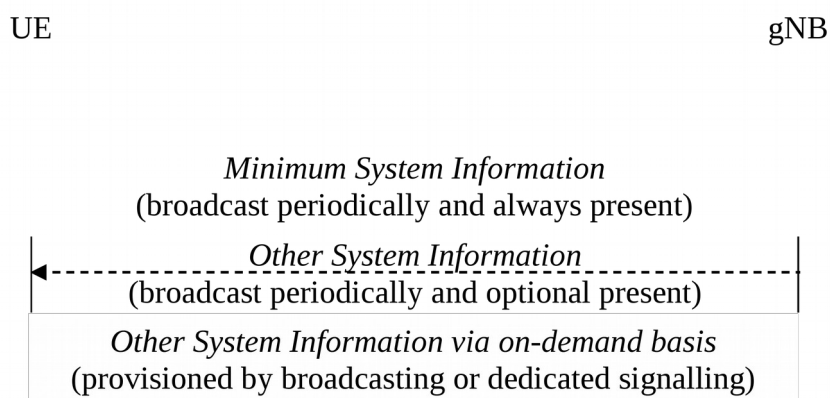 UE
gNB
Minimum System Information
(broadcast periodically and always present)
Other System Information
(broadcast periodically and optional present)
Other System Information via on-demand basis
(provisioned by broadcasting or dedicated signalling)